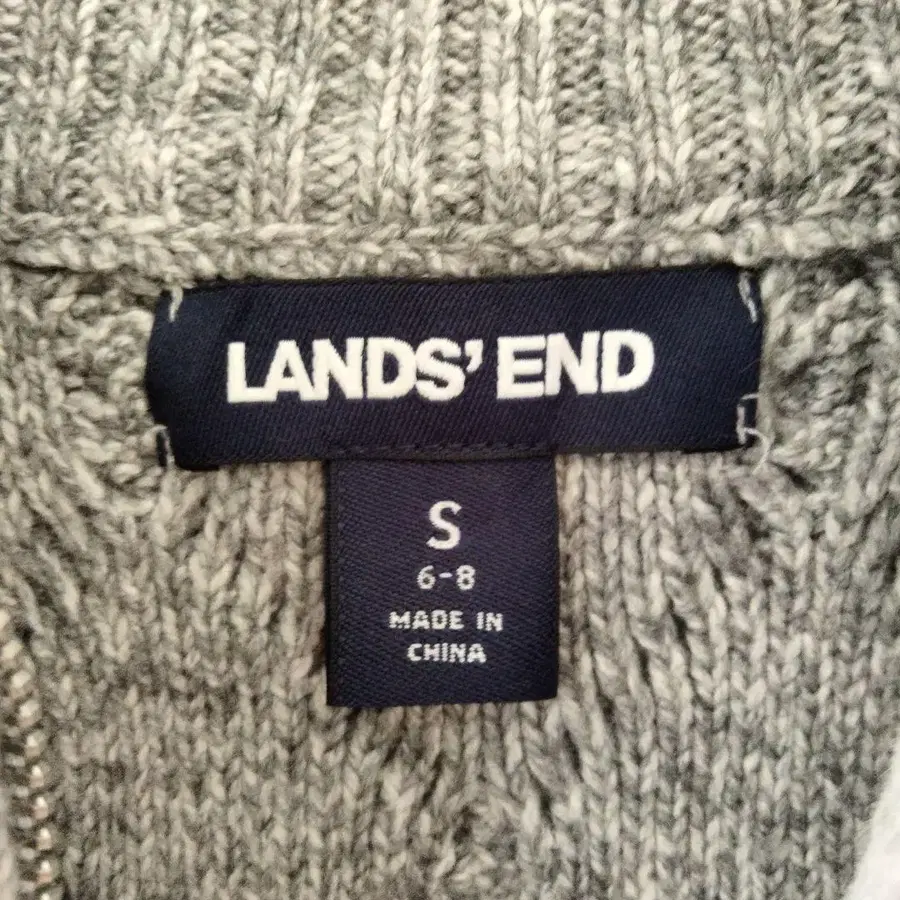 LANDS' END
S
6-8
MADE IN
CHINA